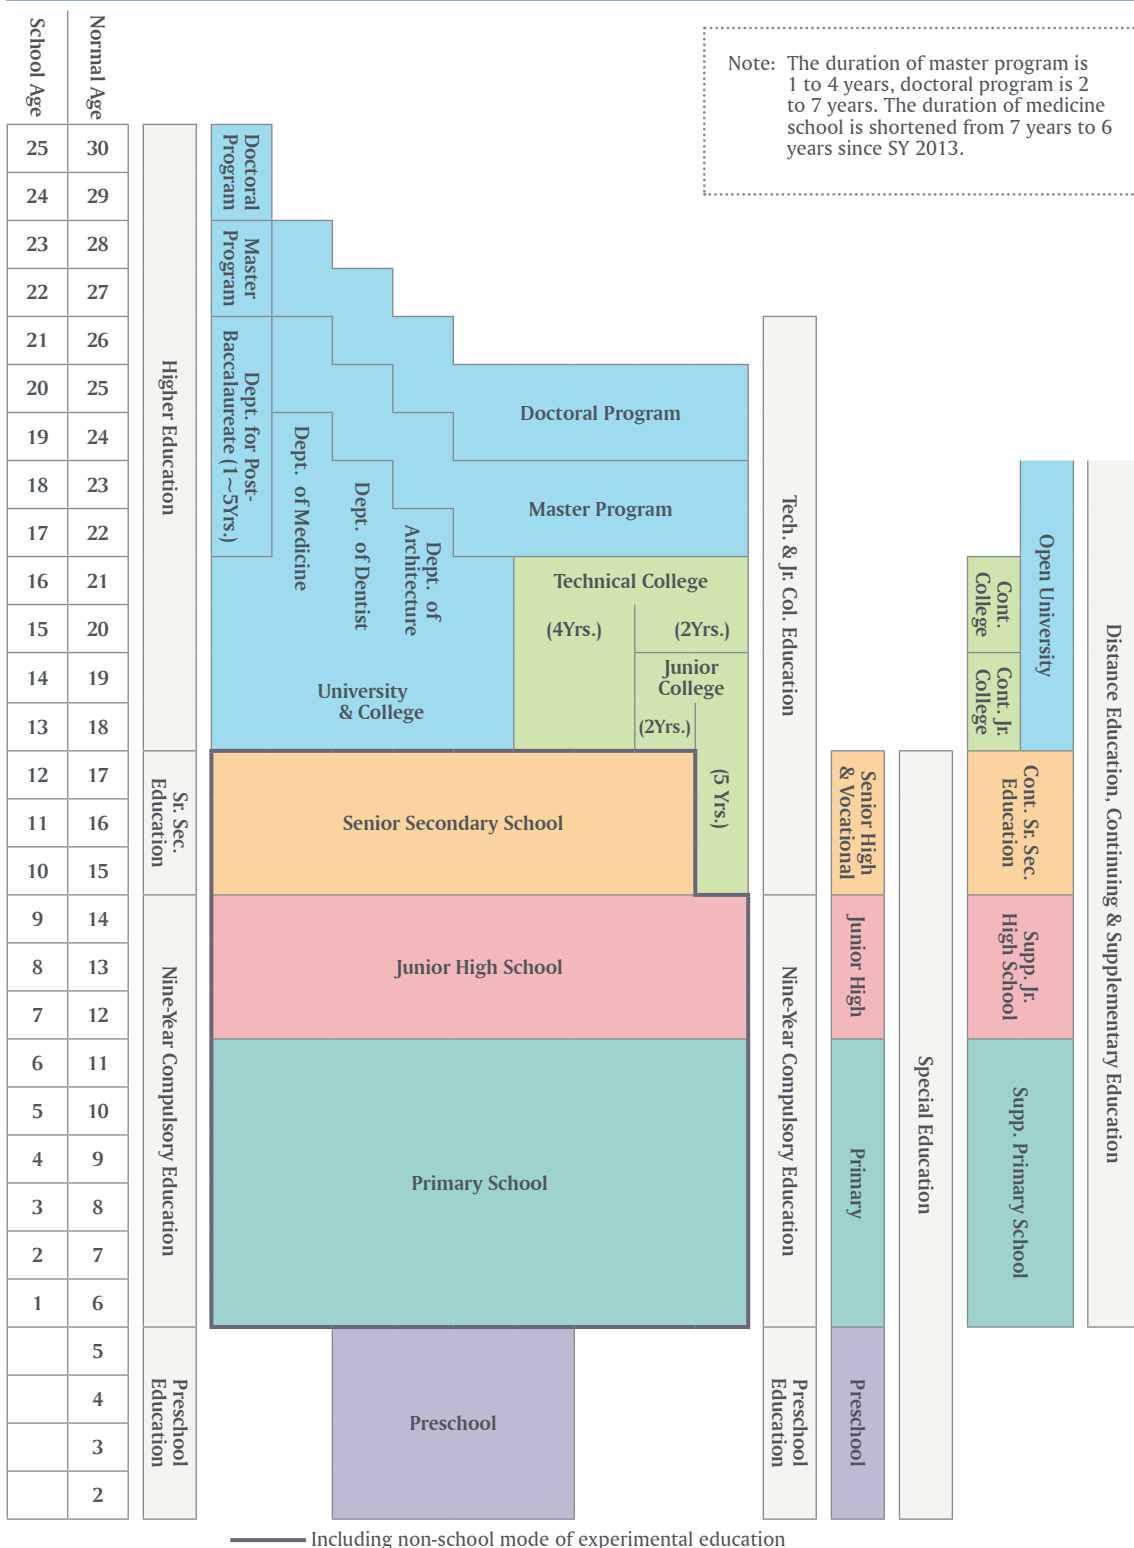 School Age
Normal Age
Note: The duration of master program is
1 to 4 years, doctoral program is 2
to 7 years. The duration of medicine
school is shortened from 7 years to 6
years since SY 2013.
25 30
24 29
23 28
22 27
21 26
20 25
19 24
18 23
17 22
16 21
15 20
14 19
13 18
12 17
11 16
10 15
9 14
8 13
7 12
6 11
5 10
4 9
3 8
2 7
1 6
5
4
3
2
Higher Education
Sr. Sec.
Education
Nine-Year Compulsory Education
Preschool
Education
Doctoral
Program
Master
Program
Dept. for Post-
Baccalaureate (1~5Yrs.)
Dept. of Medicine
Dept. of Dentist
Dept. of
Architecture
Doctoral Program
Master Program
University
& College
Technical College
(4Yrs.)
(2Yrs.)
Junior
College
(2Yrs.)
(5 Yrs.)
Senior Secondary School
Junior High School
Primary School
Preschool
Tech. & Jr. Col. Education
Nine-Year Compulsory Education
Preschool
Education
Senior High
& Vocational
Junior High
Primary
Preschool
Special Education
Cont.
College
Cont. Jr.
College
Open University
Cont. Sr. Sec.
Education
Supp. Jr.
High School
Supp. Primary School
Distance Education, Continuing & Supplementary Education
Including non-school mode of experimental education